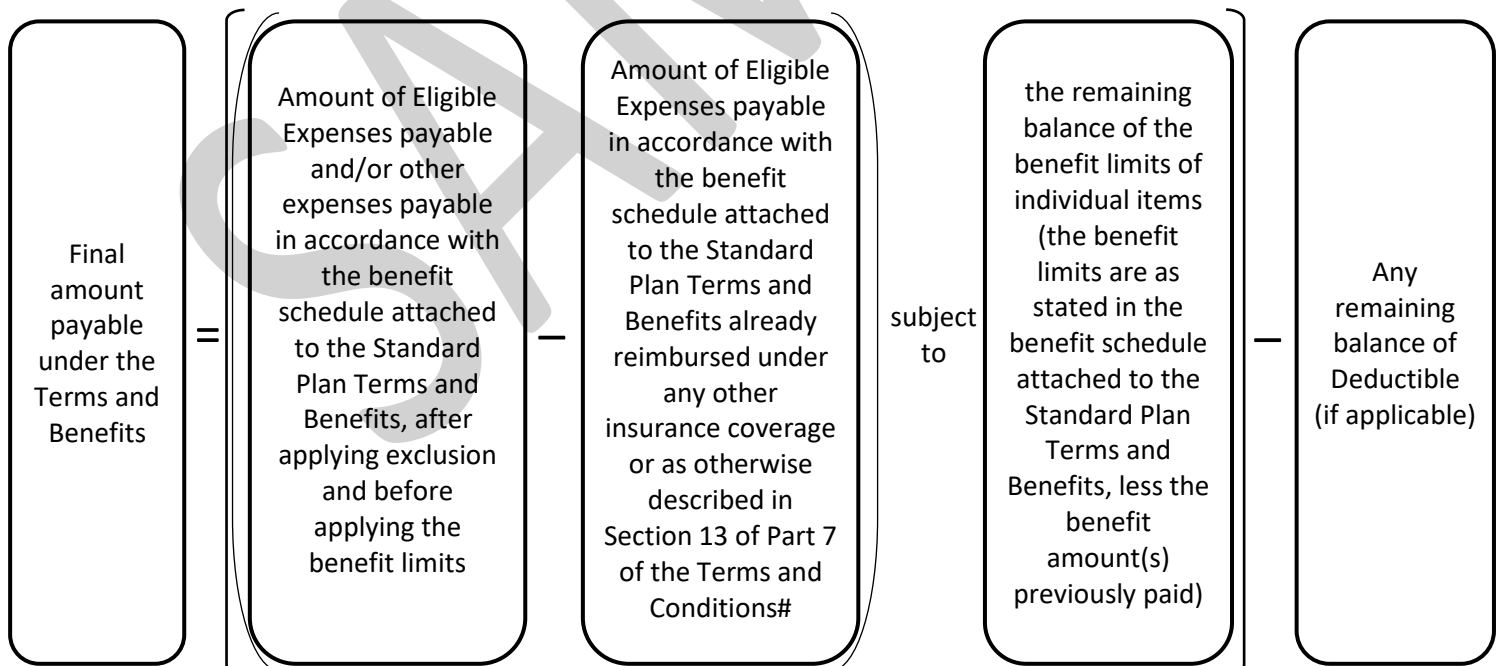 Final
amount
payable
under the
Terms and
Benefits
=
Amount of Eligible
Expenses payable
and/or other
expenses payable
in accordance with
the benefit
schedule attached
to the Standard
Plan Terms and
Benefits, after
applying exclusion
and before
applying the
benefit limits
–
Amount of Eligible
Expenses payable
in accordance with
the benefit
schedule attached
to the Standard
Plan Terms and
Benefits already
reimbursed under
any other
insurance coverage
or as otherwise
described in
Section 13 of Part 7
of the Terms and
Conditions#
subject
to
the remaining
balance of the
benefit limits of
individual items
(the benefit
limits are as
stated in the
benefit schedule
attached to the
Standard Plan
Terms and
Benefits, less the
benefit
amount(s)
previously paid)
–
Any
remaining
balance of
Deductible
(if applicable)